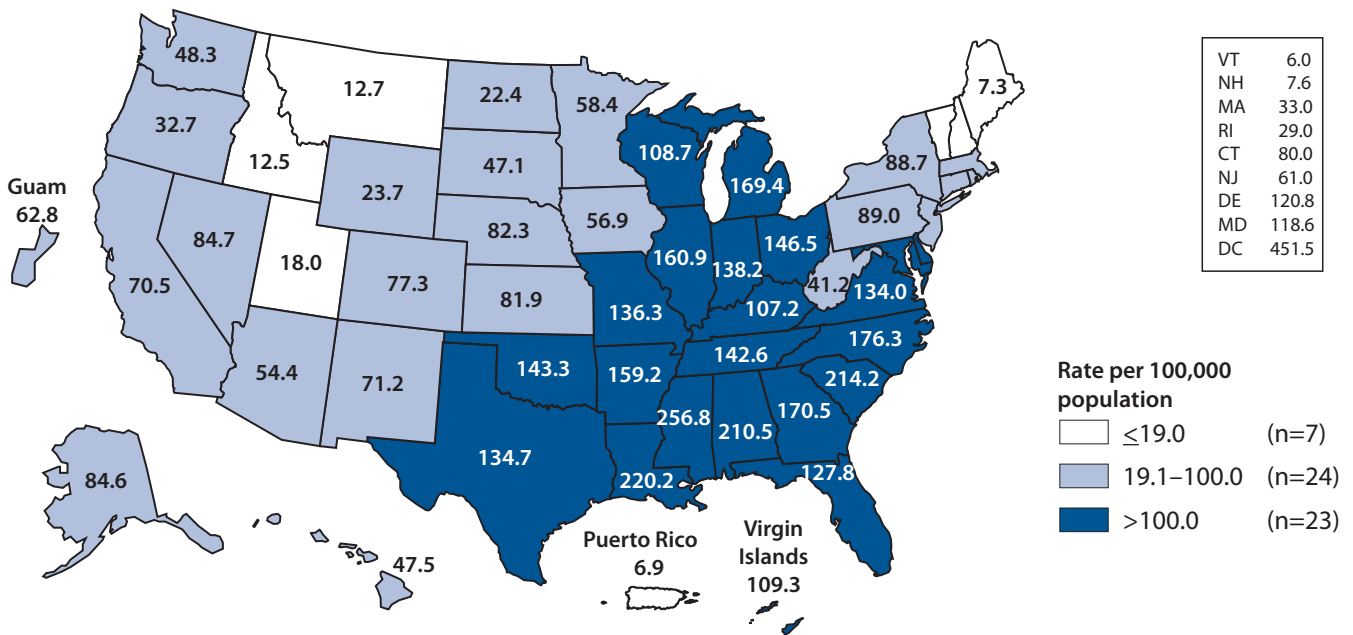 48.3
12.7
22.4
58.4
7.3
32.7
12.5
47.1
108.7
169.4
88.7
23.7
56.9
89.0
84.7
18.0
82.3
160.9
138.2
146.5
41.2
134.0
70.5
77.3
81.9
136.3
107.2
176.3
54.4
71.2
143.3
159.2
142.6
214.2
256.8
210.5
170.5
134.7
220.2
127.8
Guam
62.8
84.6
47.5
Puerto Rico
6.9
Virgin
Islands
109.3
VT 6.0
NH 7.6
MA 33.0
RI 29.0
CT 80.0
NJ 61.0
DE 120.8
MD 118.6
DC 451.5
Rate per 100,000
population
≤19.0 (n=7)
19.1–100.0 (n=24)
>100.0 (n=23)